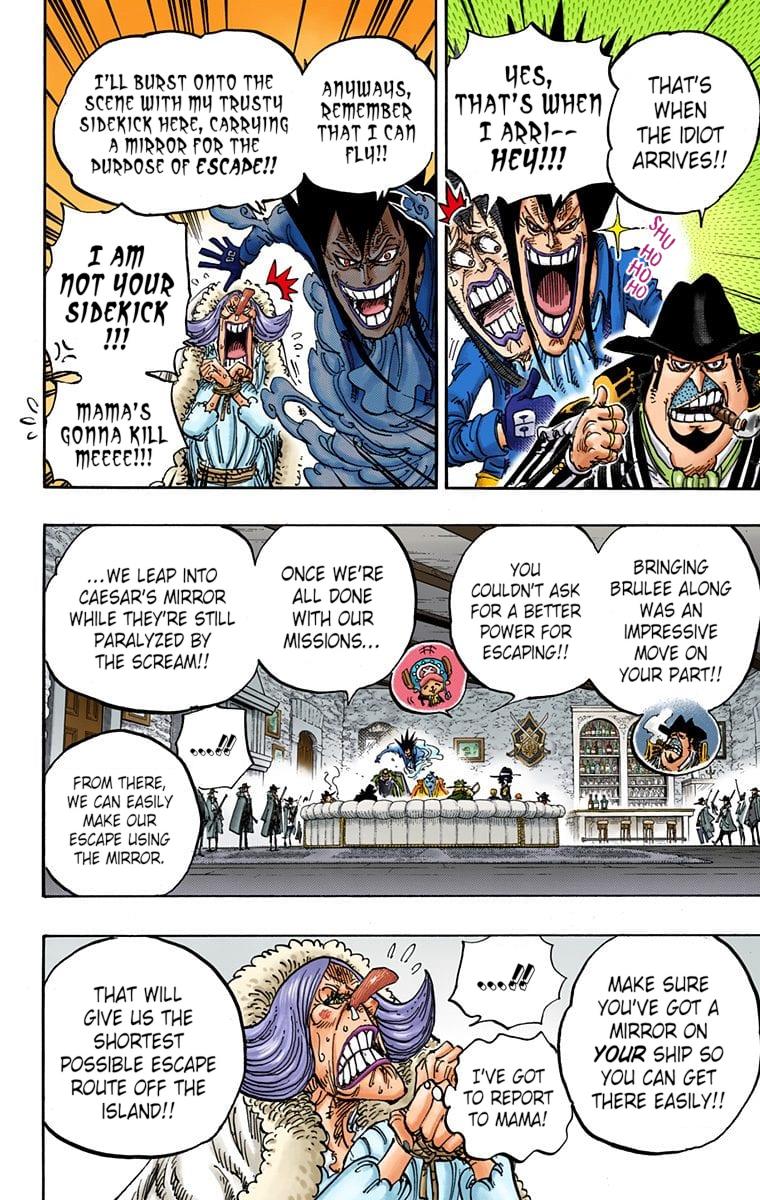 THAT'S
WHEN
THE IDIOT
ARRIVES!!
YES,
THAT'S WHEN
I ARRI--
HEY!!!
SHU
HO
HO
HO
ANYWAYS,
REMEMBER
THAT I CAN
FLY!!
I'LL BURST ONTO THE
SCENE WITH MY TRUSTY
SIDEKICK HERE, CARRYING
A MIRROR FOR THE
PURPOSE OF ESCAPE!!
I AM
NOT YOUR
SIDEKICK
!!!
MAMA'S
GONNA KILL
MEEEE!!!
BRINGING
BRULEE ALONG
WAS AN
IMPRESSIVE
MOVE ON
YOUR PART!!
YOU
COULDN'T ASK
FOR A BETTER
POWER FOR
ESCAPING!!
ONCE WE'RE
ALL DONE
WITH OUR
MISSIONS...
...WE LEAP INTO
CAESAR'S MIRROR
WHILE THEY'RE STILL
PARALYZED BY
THE SCREAM!!
....!!
FROM THERE,
WE CAN EASILY
MAKE OUR
ESCAPE USING
THE MIRROR.
MAKE SURE
YOU'VE GOT A
MIRROR ON
YOUR SHIP SO
YOU CAN GET
THERE EASILY!!
....!!
I'VE GOT
TO REPORT
TO MAMA!
THAT WILL
GIVE US THE
SHORTEST
POSSIBLE ESCAPE
ROUTE OFF THE
ISLAND!!